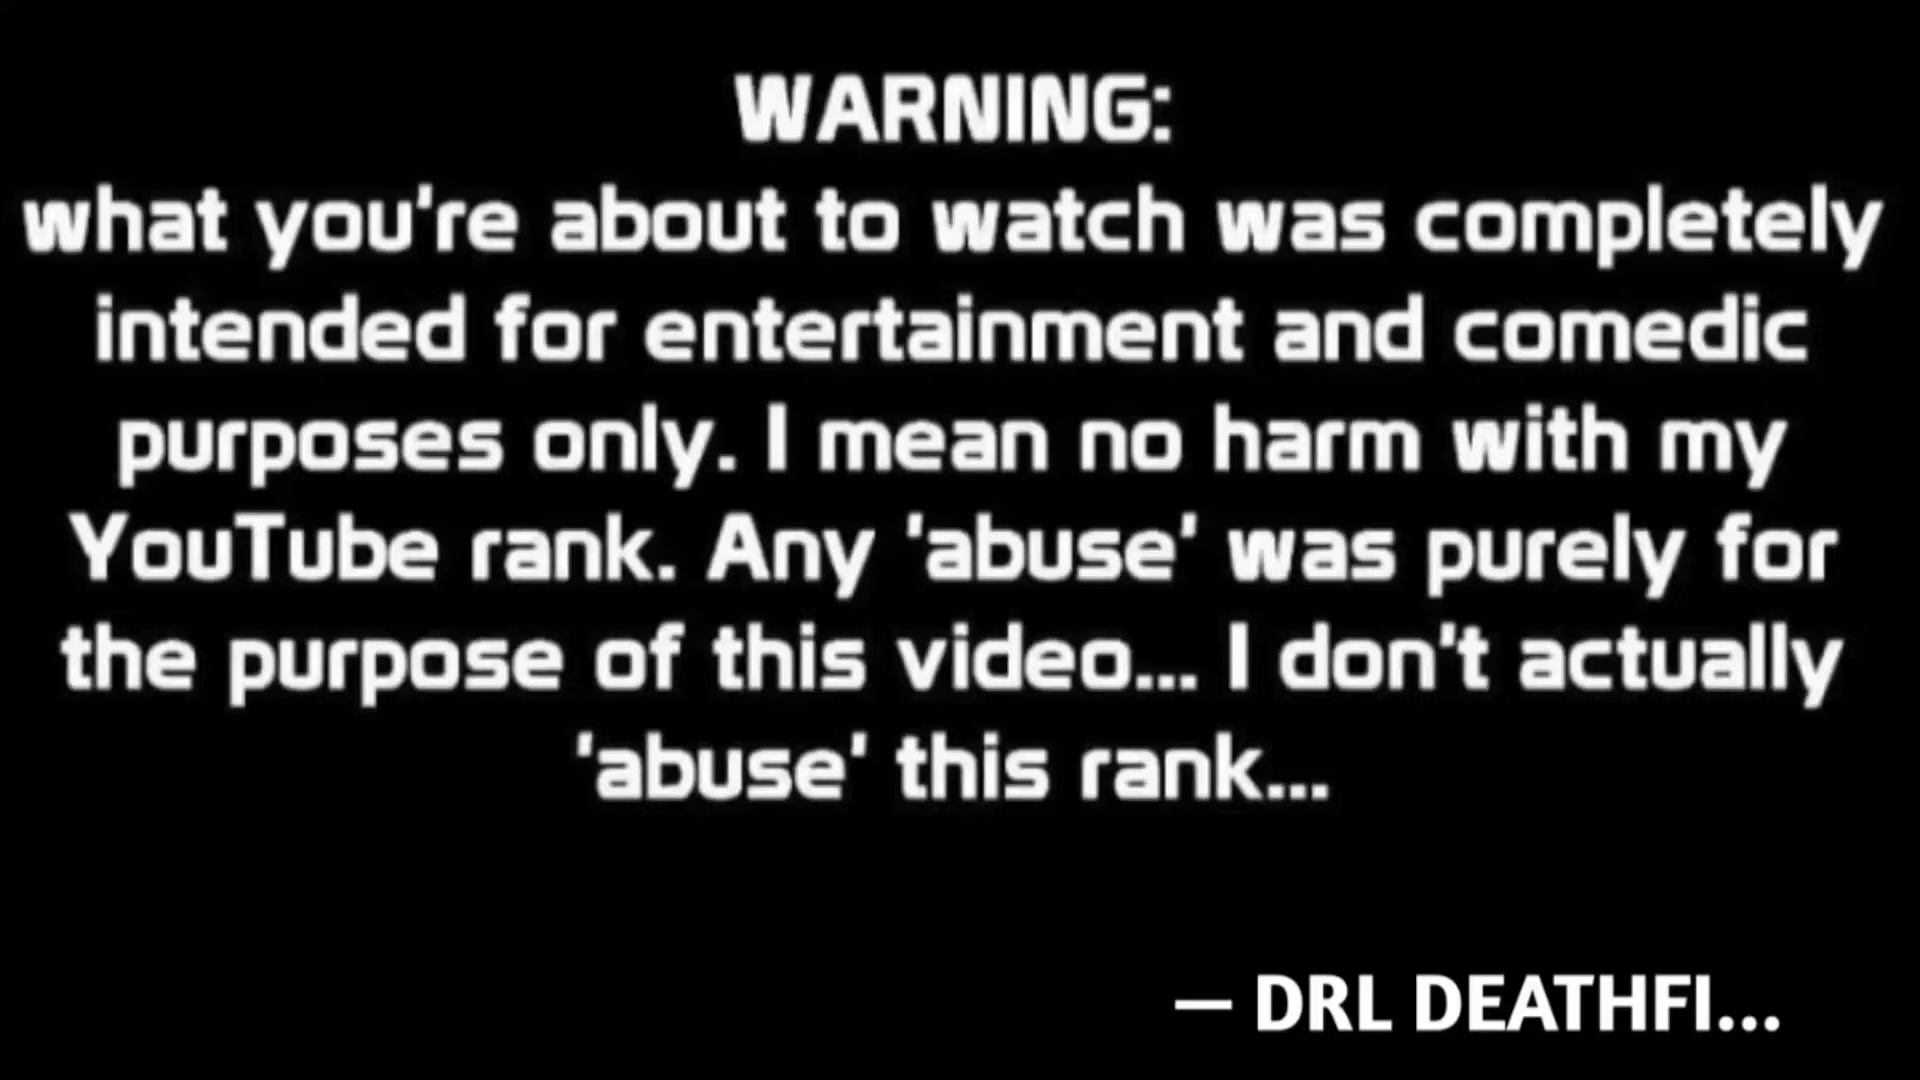 WARNING:
what you're about to watch was completely
intended for entertainment and comedic
purposes only. I mean no harm with my
YouTube rank. Any 'abuse' was purely for
the purpose of this video... I don't actually
'abuse' this rank...
— DRL DEATHFI...